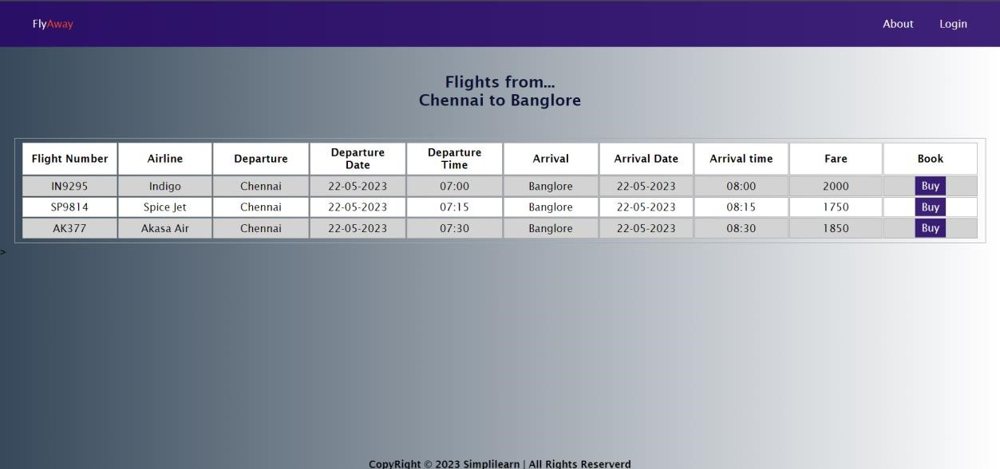 FlyAway About Login
Flights from...
Chennai to Banglore
Flight Number Airline Departure Departure Date Departure Time Arrival Arrival Date Arrival time Fare Book
IN9295 Indigo Chennai 22-05-2023 07:00 Banglore 22-05-2023 08:00 2000 Buy
SP9814 Spice Jet Chennai 22-05-2023 07:15 Banglore 22-05-2023 08:15 1750 Buy
AK377 Akasa Air Chennai 22-05-2023 07:30 Banglore 22-05-2023 08:30 1850 Buy
>
CopyRight © 2023 Simplilearn | All Rights Reserverd